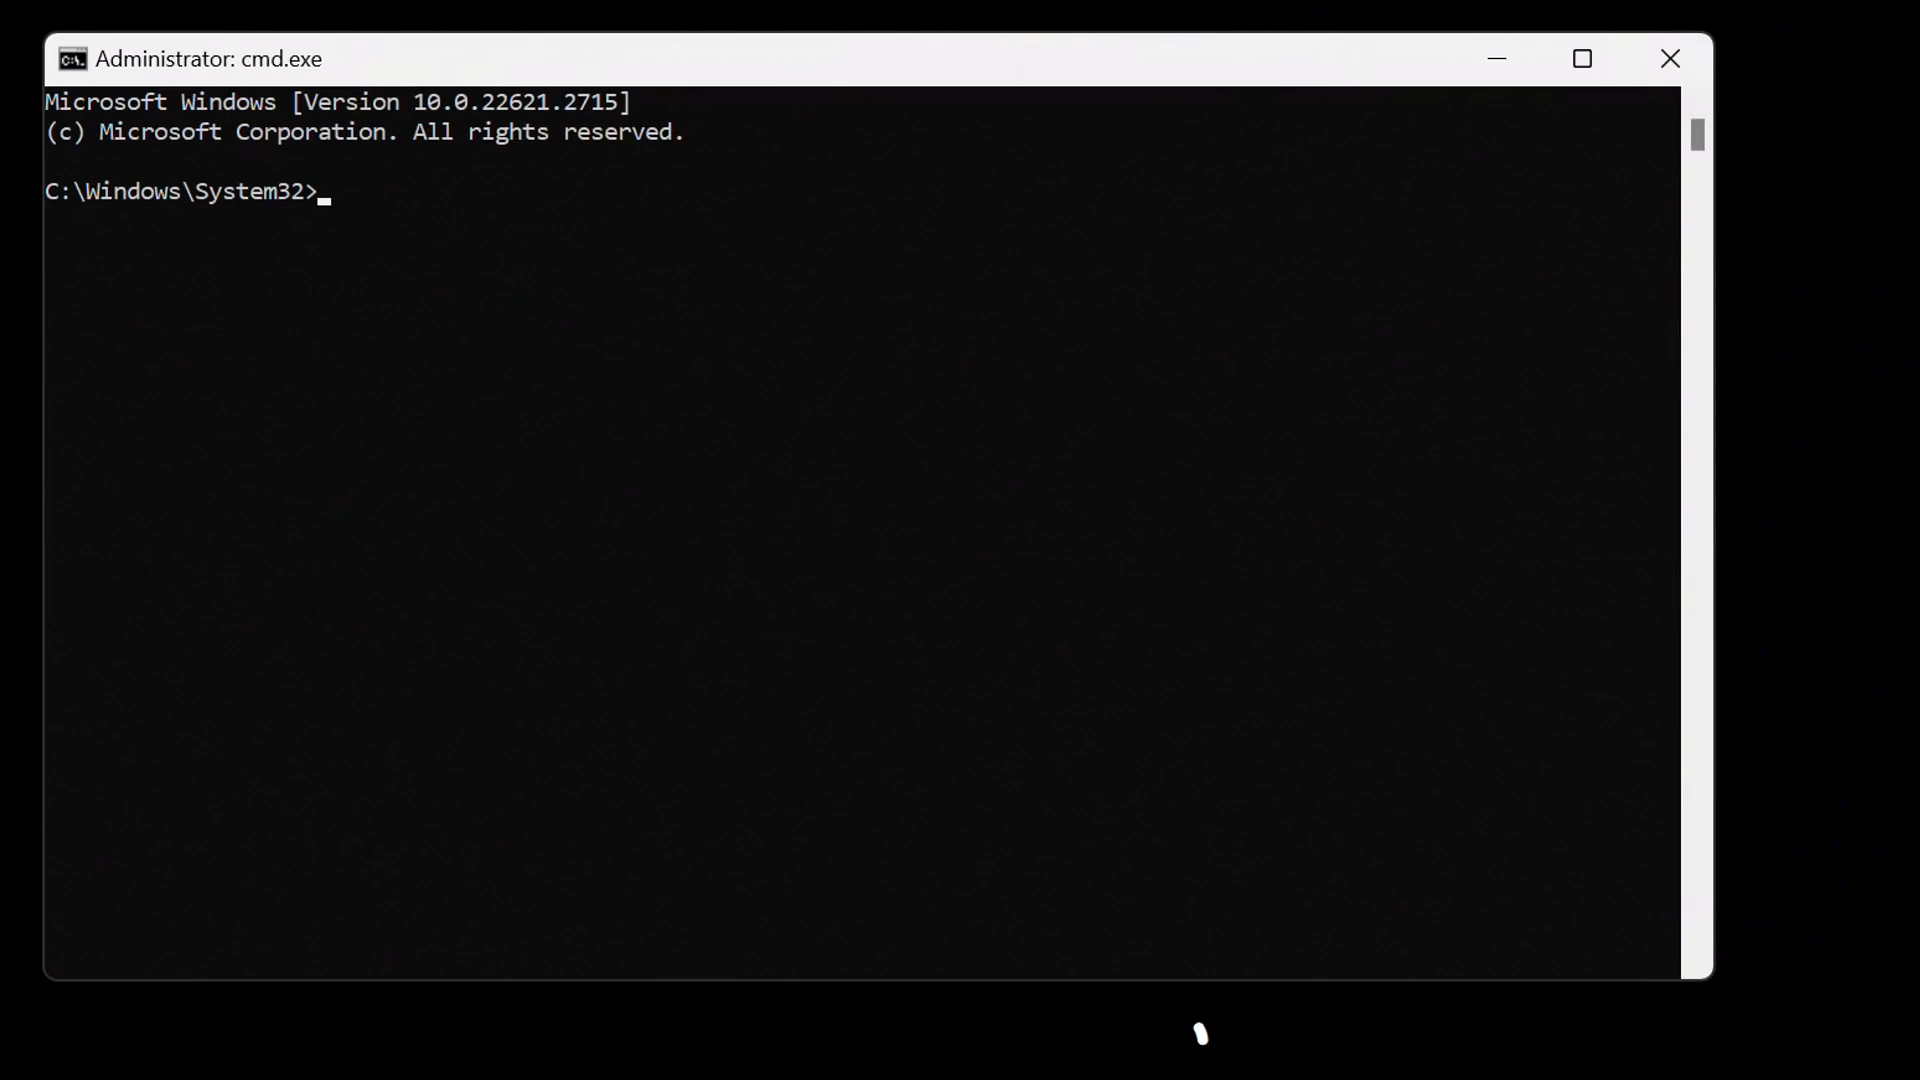 Administrator: cmd.exe
Microsoft Windows [Version 10.0.22621.2715]
(c) Microsoft Corporation. All rights reserved.
C:\Windows\System32>